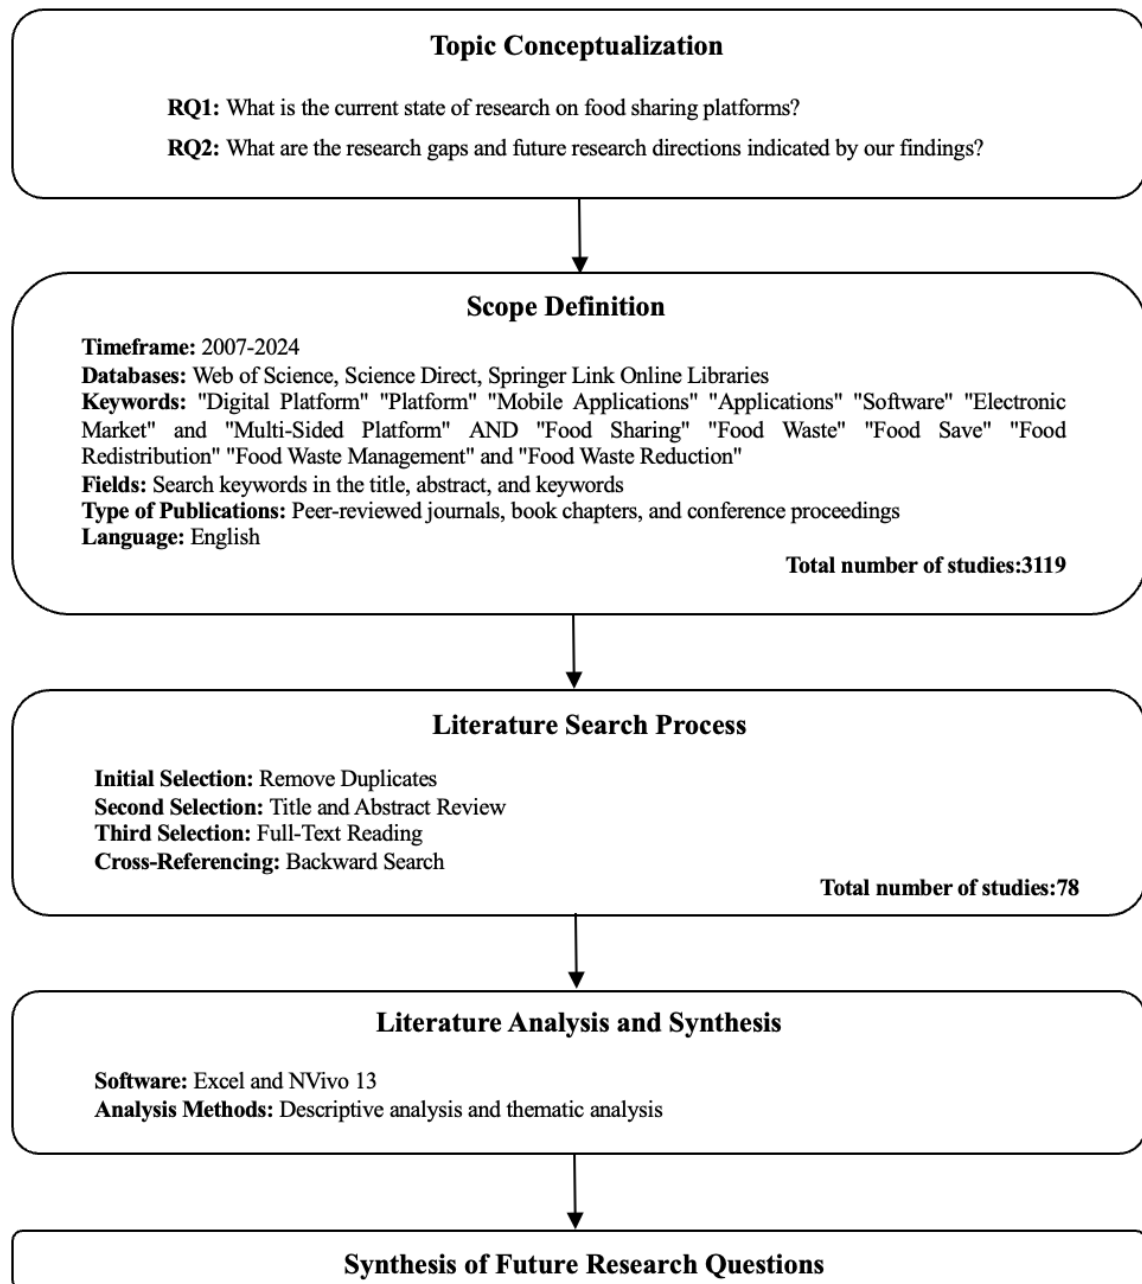 Topic Conceptualization
RQ1: What is the current state of research on food sharing platforms?
RQ2: What are the research gaps and future research directions indicated by our findings?
Scope Definition
Timeframe: 2007-2024
Databases: Web of Science, Science Direct, Springer Link Online Libraries
Keywords: "Digital Platform" "Platform" "Mobile Applications" "Applications" "Software" "Electronic
Market" and "Multi-Sided Platform" AND "Food Sharing" "Food Waste" "Food Save" "Food
Redistribution" "Food Waste Management" and "Food Waste Reduction"
Fields: Search keywords in the title, abstract, and keywords
Type of Publications: Peer-reviewed journals, book chapters, and conference proceedings
Language: English
Total number of studies:3119
Literature Search Process
Initial Selection: Remove Duplicates
Second Selection: Title and Abstract Review
Third Selection: Full-Text Reading
Cross-Referencing: Backward Search
Total number of studies:78
Literature Analysis and Synthesis
Software: Excel and NVivo 13
Analysis Methods: Descriptive analysis and thematic analysis
Synthesis of Future Research Questions